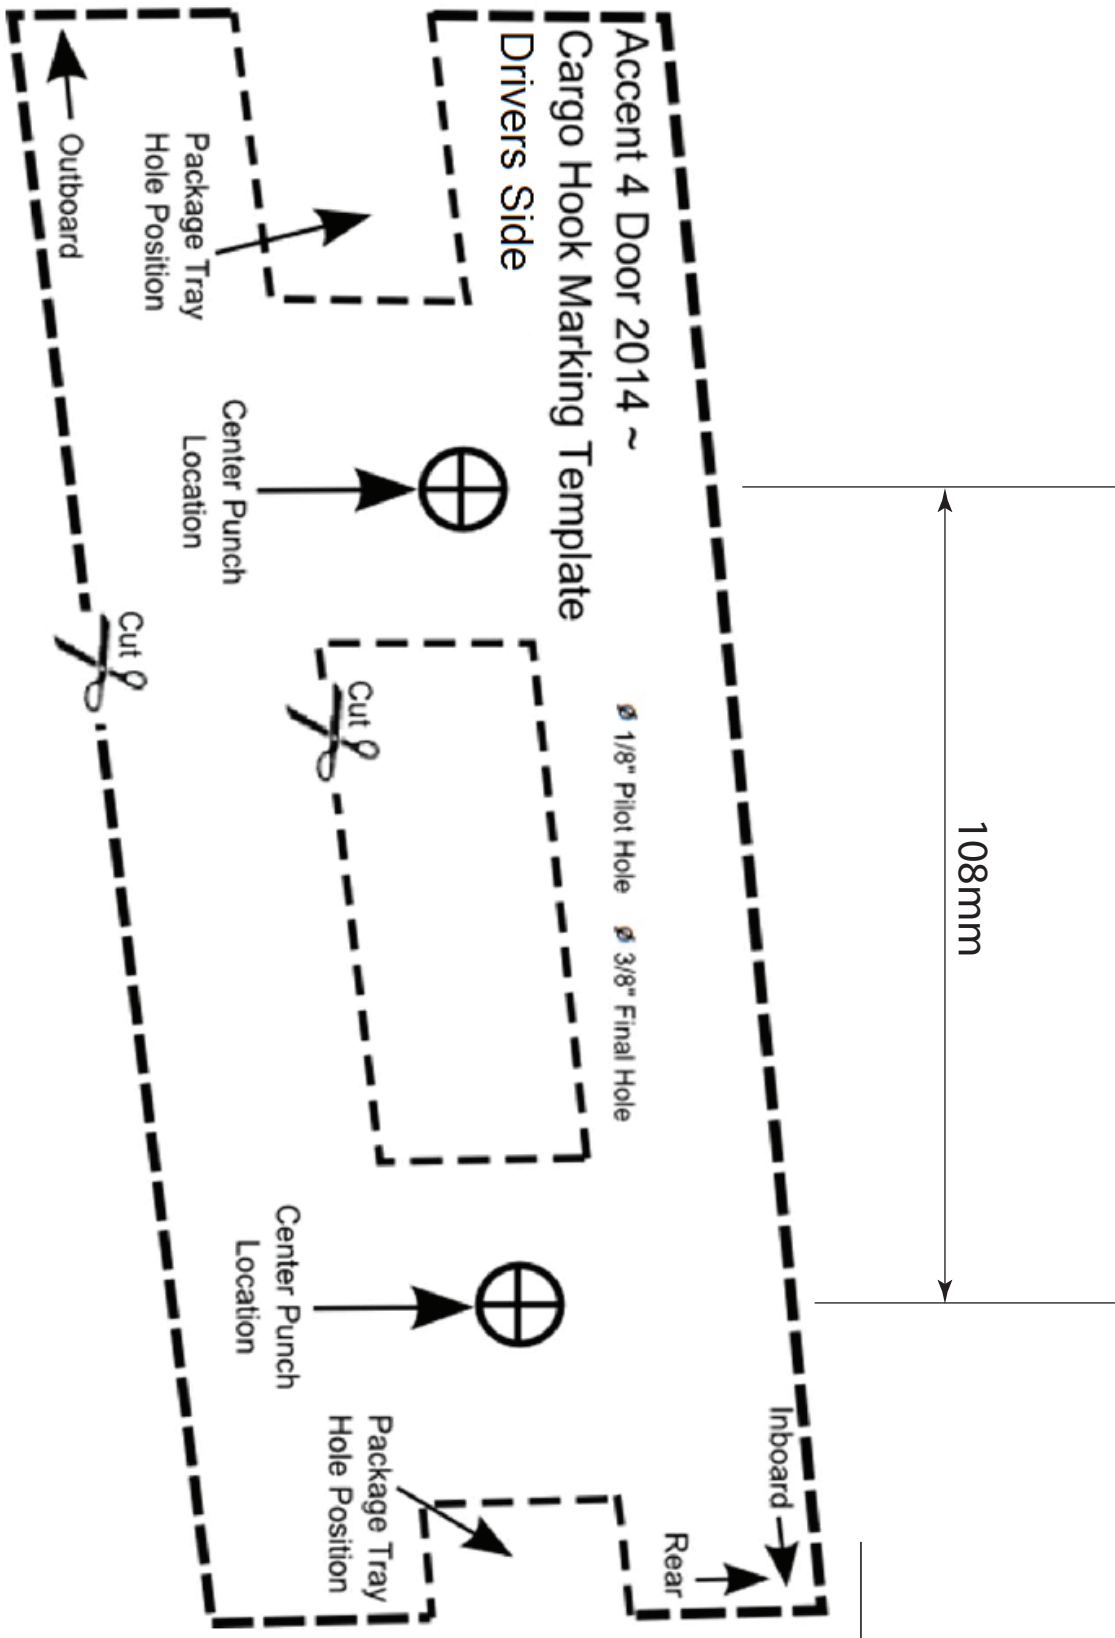 Accent 4 Door 2014 ~
Cargo Hook Marking Template
Drivers Side
ø 1/8" Pilot Hole ø 3/8" Final Hole
108mm
Inboard
Rear
Outboard
Package Tray
Hole Position
Center Punch
Location
Cut
Cut
Center Punch
Location
Package Tray
Hole Position